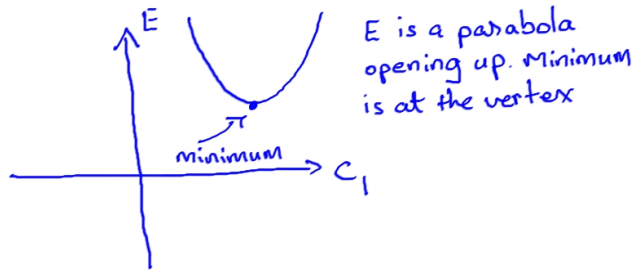 E
E is a parabola
opening up. Minimum
is at the vertex
minimum
C₁